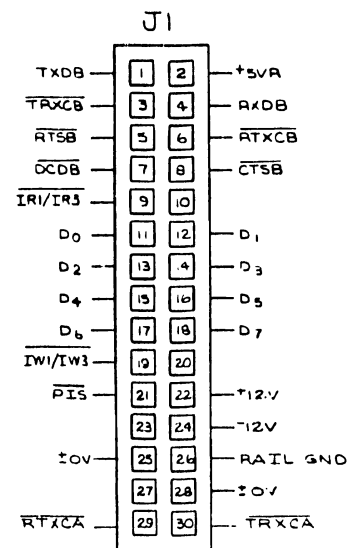 J1
TXDB 1 2 +5VR
TRXCB 3 4 RXDB
RTSB 5 6 RTXCB
DCDB 7 8 CTSB
IR1/IR3 9 10
D0 11 12 D1
D2 13 14 D3
D4 15 16 D5
D6 17 18 D7
IW1/IW3 19 20
PIS 21 22 +12V
23 24 -12V
±0V 25 26 RAIL GND
27 28 ±0V
RTXCA 29 30 TRXCA